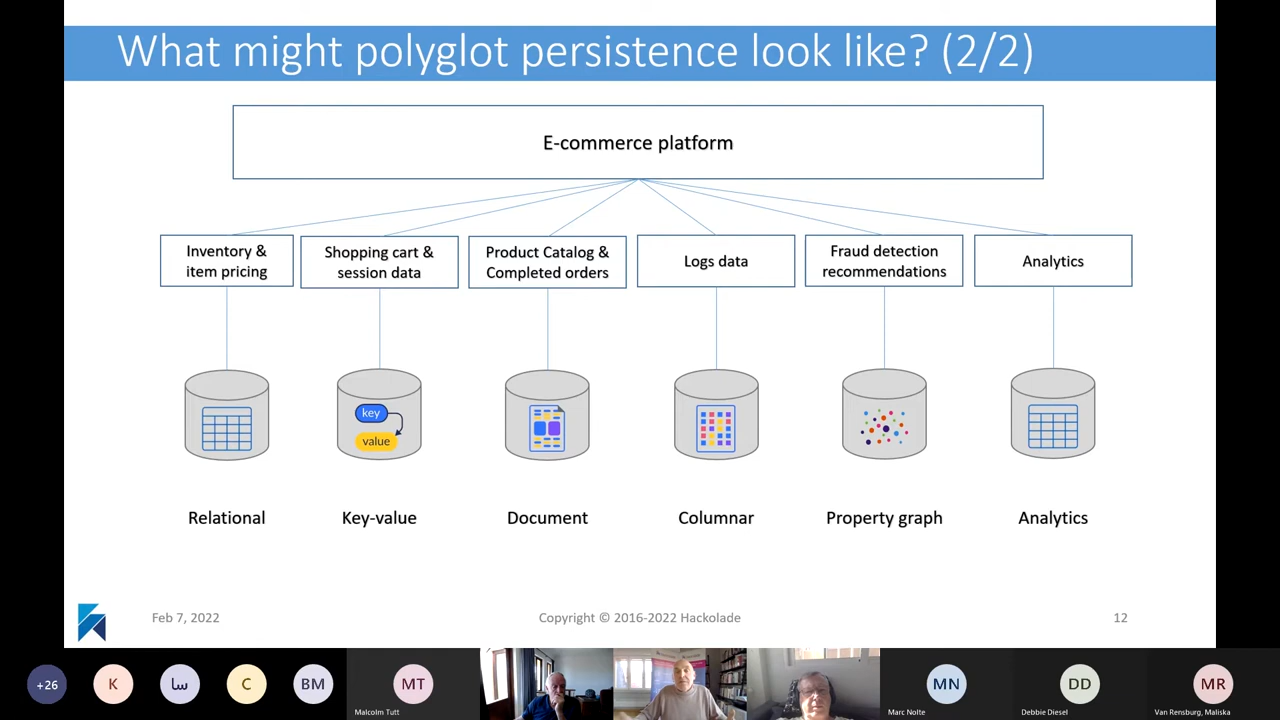 What might polyglot persistence look like? (2/2)
E-commerce platform
Inventory &
item pricing
Shopping cart &
session data
Product Catalog &
Completed orders
Logs data
Fraud detection
recommendations
Analytics
key
value
Relational
Key-value
Document
Columnar
Property graph
Analytics
Feb 7, 2022
Copyright © 2016-2022 Hackolade
12
+26
K
سا
C
BM
MT
Malcolm Tutt
MN
Marc Nolte
DD
Debbie Diesel
MR
Van Rensburg, Maliska